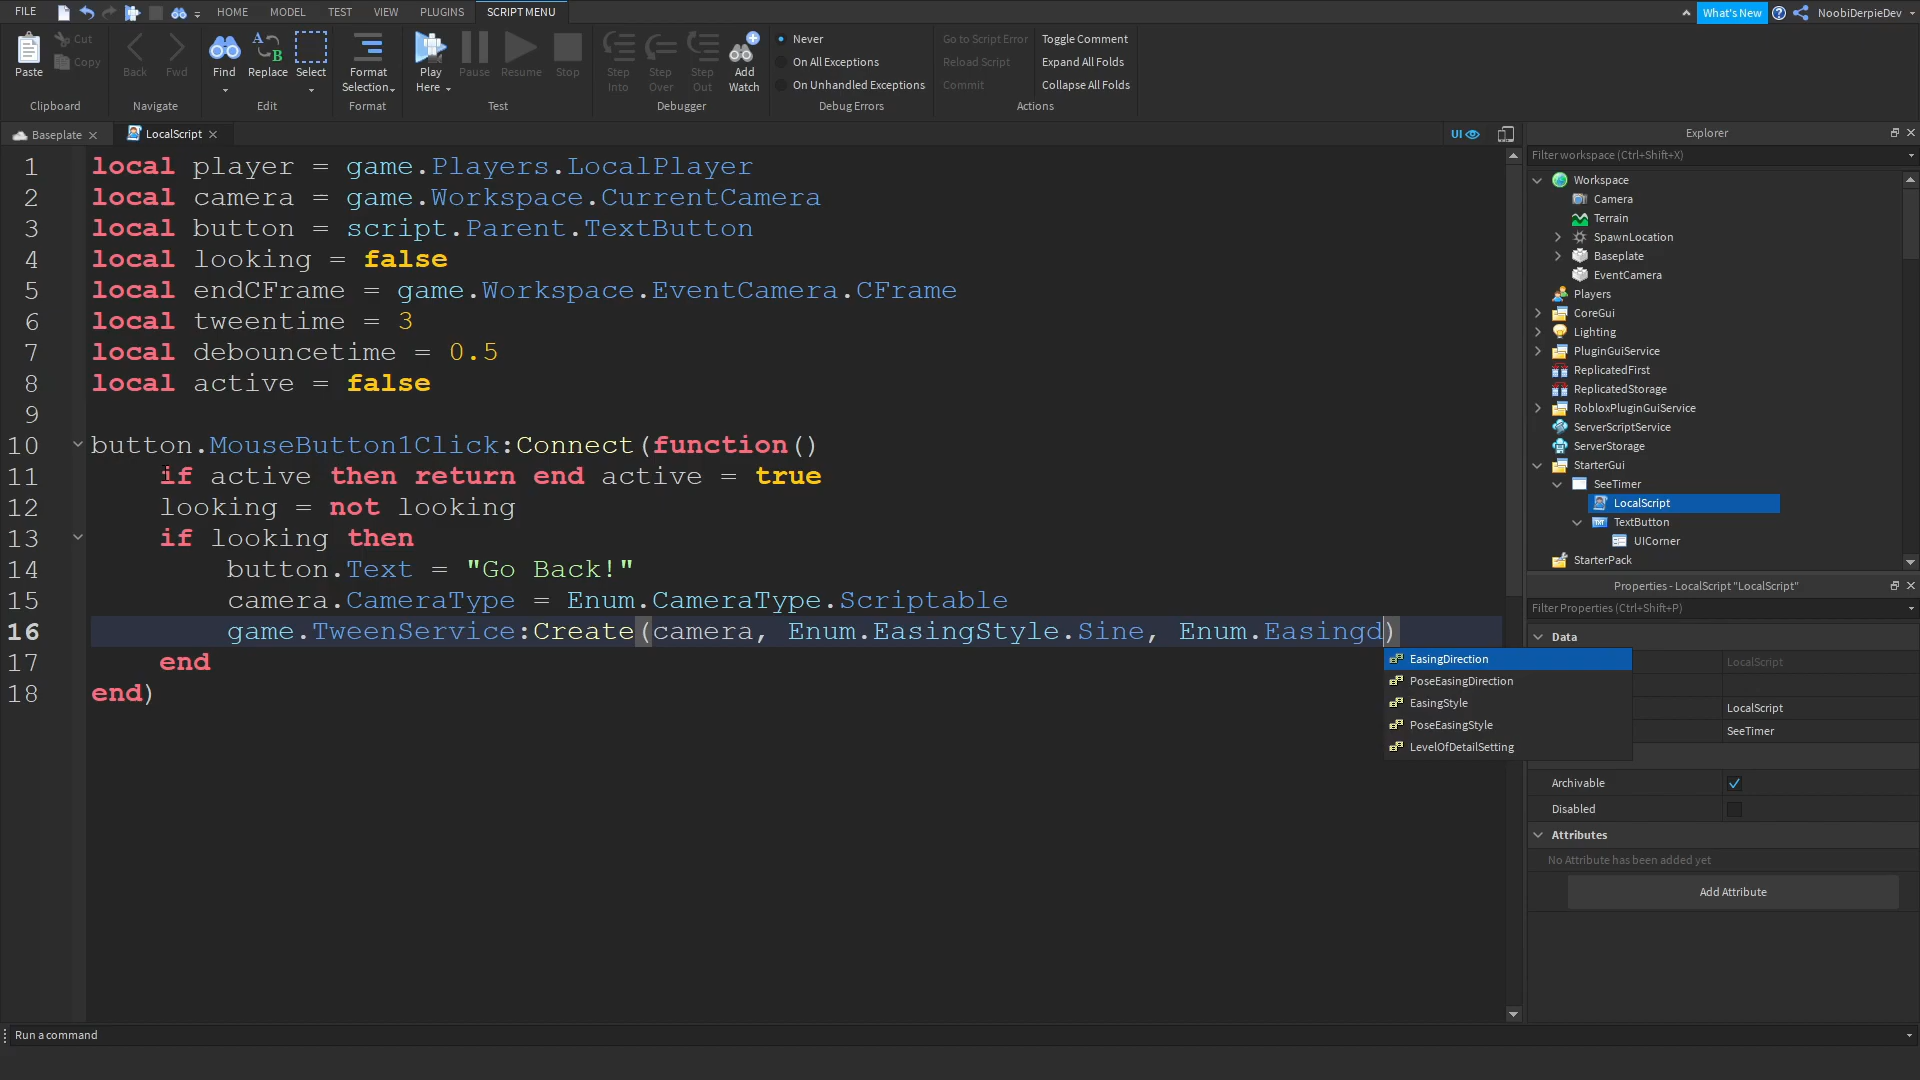 FILE HOME MODEL TEST VIEW PLUGINS SCRIPT MENU What's New NoobiDerpieDev
Paste Cut Copy
Clipboard
Back Fwd
Navigate
Find Replace Select
Edit
Format Selection
Format
Play Here Pause Resume Stop
Test
Step Into Step Over Step Out Add Watch
Debugger
Never
On All Exceptions
On Unhandled Exceptions
Debug Errors
Go to Script Error
Reload Script
Commit
Toggle Comment
Expand All Folds
Collapse All Folds
Actions
Baseplate LocalScript UI
1 local player = game.Players.LocalPlayer
2 local camera = game.Workspace.CurrentCamera
3 local button = script.Parent.TextButton
4 local looking = false
5 local endCFrame = game.Workspace.EventCamera.CFrame
6 local tweentime = 3
7 local debouncetime = 0.5
8 local active = false
9
10 button.MouseButton1Click:Connect(function()
11 if active then return end active = true
12 looking = not looking
13 if looking then
14 button.Text = "Go Back!"
15 camera.CameraType = Enum.CameraType.Scriptable
16 game.TweenService:Create(camera, Enum.EasingStyle.Sine, Enum.Easingd)
17 end
18 end)
EasingDirection
PoseEasingDirection
EasingStyle
PoseEasingStyle
LevelOfDetailSetting
Explorer
Filter workspace (Ctrl+Shift+X)
Workspace
Camera
Terrain
SpawnLocation
Baseplate
EventCamera
Players
CoreGui
Lighting
PluginGuiService
ReplicatedFirst
ReplicatedStorage
RobloxPluginGuiService
ServerScriptService
ServerStorage
StarterGui
SeeTimer
LocalScript
TextButton
UICorner
StarterPack
Properties - LocalScript "LocalScript"
Filter Properties (Ctrl+Shift+P)
Data
LocalScript
LocalScript
SeeTimer
Archivable
Disabled
Attributes
No Attribute has been added yet
Add Attribute
Run a command